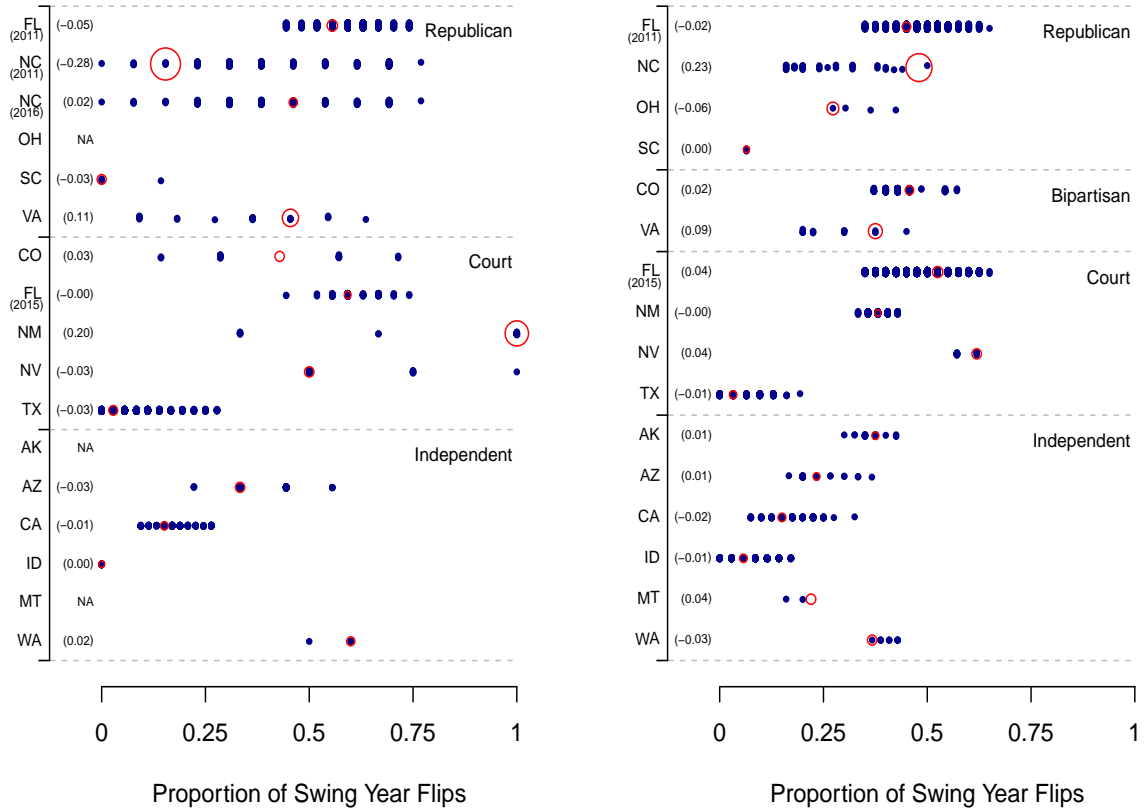 FL (−0.05) Republican
(2011)
NC (−0.28)
(2011)
NC (0.02)
(2016)
OH NA
SC (−0.03)
VA (0.11)
CO (0.03) Court
FL (−0.00)
(2015)
NM (0.20)
NV (−0.03)
TX (−0.03)
AK NA Independent
AZ (−0.03)
CA (−0.01)
ID (0.00)
MT NA
WA (0.02)
0 0.25 0.5 0.75 1
Proportion of Swing Year Flips
FL (−0.02) Republican
(2011)
NC (0.23)
OH (−0.06)
SC (0.00)
CO (0.02) Bipartisan
VA (0.09)
FL (0.04) Court
(2015)
NM (−0.00)
NV (0.04)
TX (−0.01)
AK (0.01) Independent
AZ (0.01)
CA (−0.02)
ID (−0.01)
MT (0.04)
WA (−0.03)
0 0.25 0.5 0.75 1
Proportion of Swing Year Flips